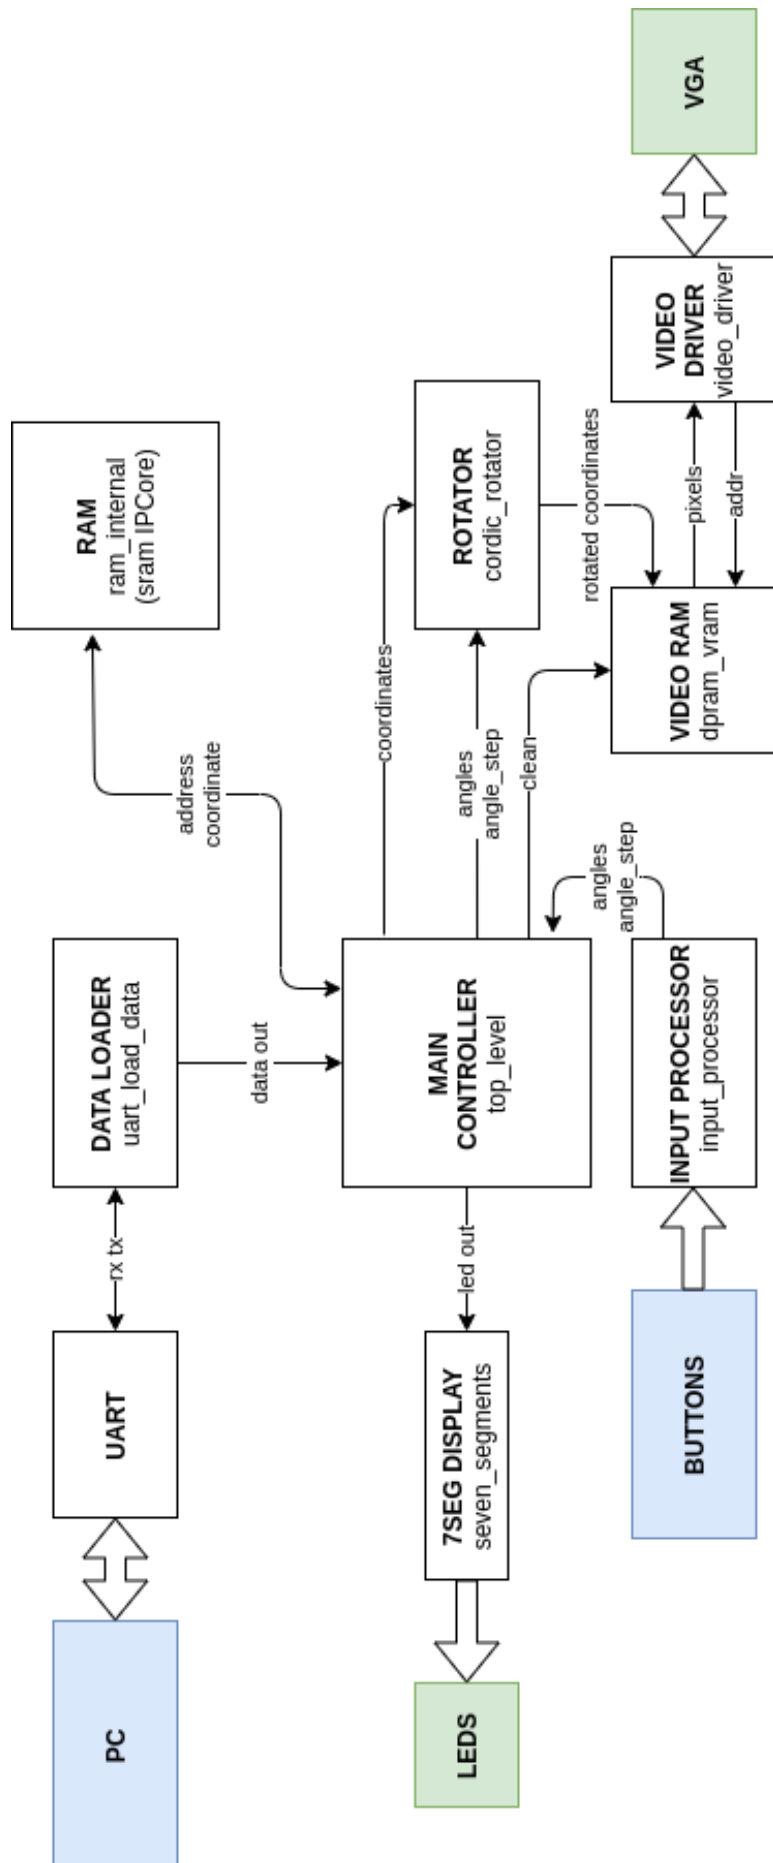 PC
UART
rx tx
DATA LOADER
uart_load_data
data out
address
coordinate
RAM
ram_internal
(sram IPCore)
LEDS
7SEG DISPLAY
seven_segments
led out
MAIN
CONTROLLER
top_level
coordinates
angles
angle_step
clean
ROTATOR
cordic_rotator
rotated coordinates
BUTTONS
INPUT PROCESSOR
input_processor
angles
angle_step
VIDEO RAM
dpram_vram
pixels
addr
VIDEO
DRIVER
video_driver
VGA